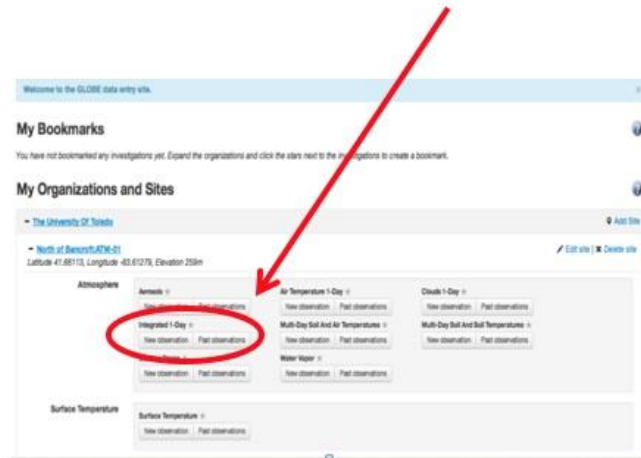 Welcome to the GLOBE data entry site.
My Bookmarks
You have not bookmarked any investigations yet. Expand the organizations and click the stars next to the investigations to create a bookmark.
My Organizations and Sites
The University Of Toledo
Add Site
North of Bancroft:ATM-01
Edit site | Delete site
Latitude 41.66113, Longitude -83.61279, Elevation 259m
Atmosphere
Aerosols Air Temperature 1-Day Clouds 1-Day
New observation Past observations New observation Past observations New observation Past observations
Integrated 1-Day Multi-Day Soil And Air Temperatures Multi-Day Soil And Soil Temperatures
New observation Past observations New observation Past observations New observation Past observations
Water Vapor
New observation Past observations New observation Past observations
Surface Temperature
Surface Temperature
New observation Past observations